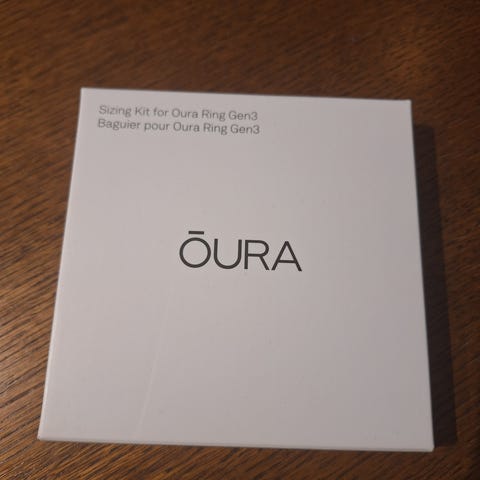 Sizing Kit for Oura Ring Gen3
Baguier pour Oura Ring Gen3
ŌURA